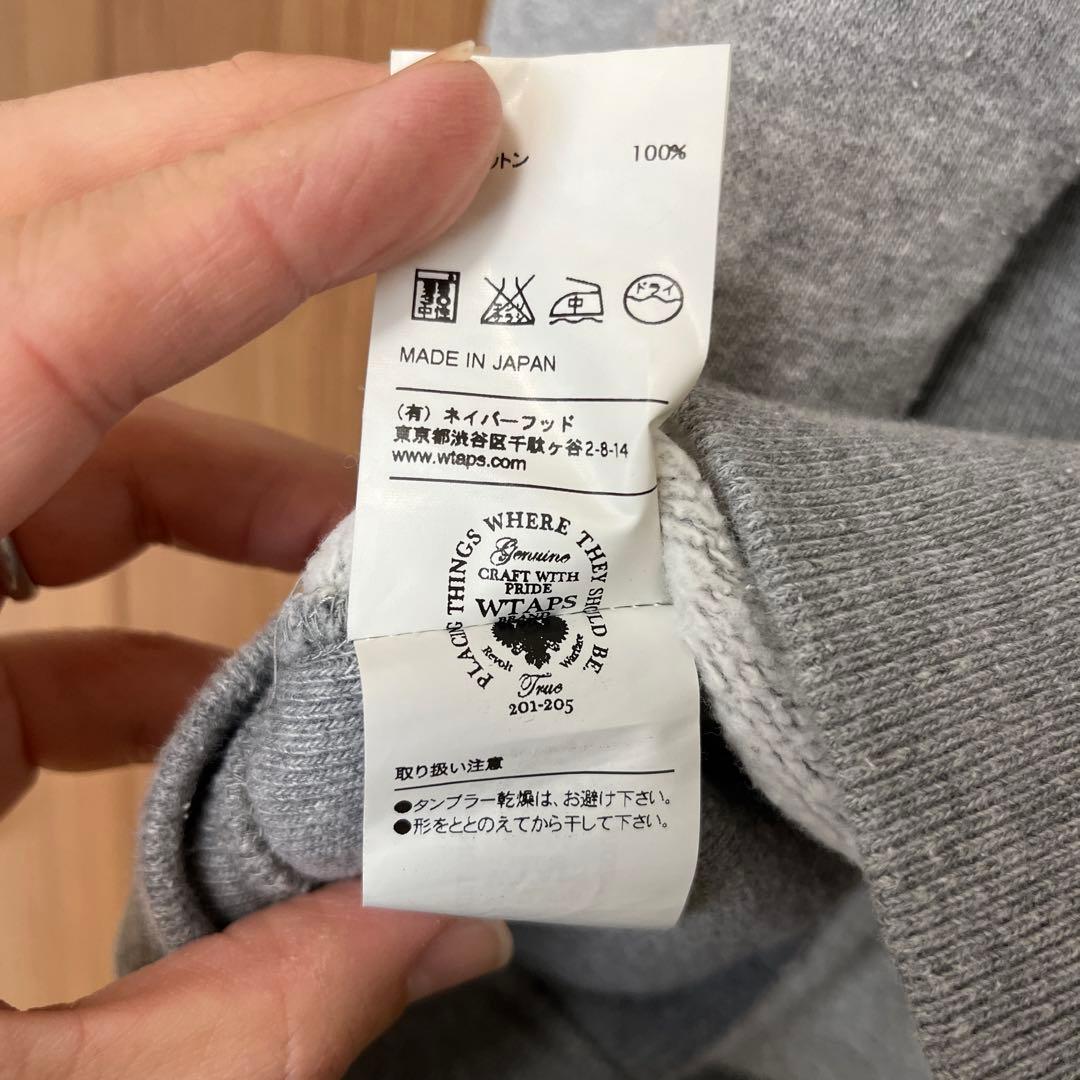 ットン 100%
中
ドライ
MADE IN JAPAN
(有) ネイバーフッド
東京都渋谷区千駄ヶ谷2-8-14
www.wtaps.com
PLACING THINGS WHERE THEY SHOULD BE.
Genuine
CRAFT WITH
PRIDE
WTAPS
Revolt Warfare
True
201-205
取り扱い注意
●タンブラー乾燥は、お避け下さい。
●形をととのえてから干して下さい。